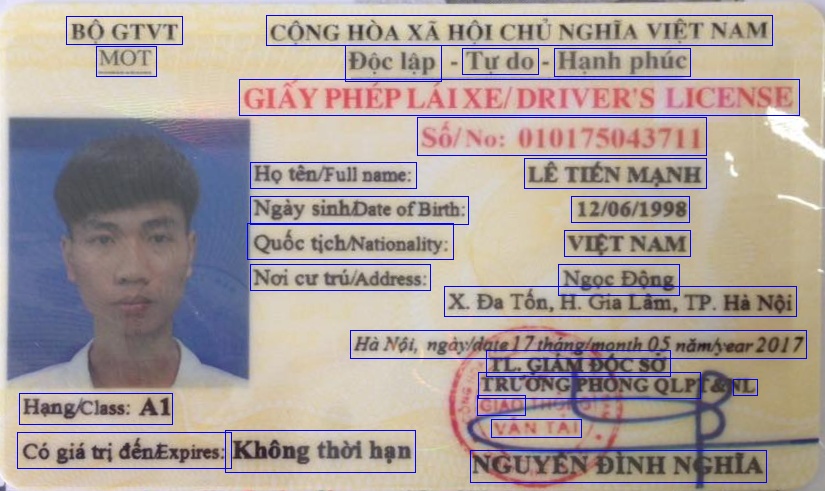 BỘ GTVT
MOT
CỘNG HÒA XÃ HỘI CHỦ NGHĨA VIỆT NAM
Độc lập - Tự do - Hạnh phúc
GIẤY PHÉP LÁI XE/ DRIVER'S LICENSE
Số/No: 010175043711
Họ tên/Full name: LÊ TIẾN MẠNH
Ngày sinh/Date of Birth: 12/06/1998
Quốc tịch/Nationality: VIỆT NAM
Nơi cư trú/Address: Ngọc Động
X. Đa Tốn, H. Gia Lâm, TP. Hà Nội
Hà Nội, ngày/date 17 tháng/month 05 năm/year 2017
TL. GIÁM ĐỐC SỞ
TRƯỞNG PHÒNG QLPT&NL
GIAO THÔNG
VẬN TẢI
Hạng/Class: A1
Có giá trị đến/Expires: Không thời hạn
NGUYỄN ĐÌNH NGHĨA